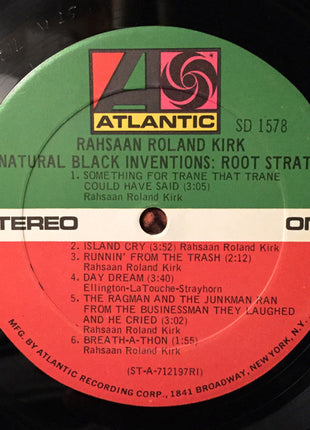 ATLANTIC
SD 1578
RAHSAAN ROLAND KIRK
NATURAL BLACK INVENTIONS: ROOT STRAT
1. SOMETHING FOR TRANE THAT TRANE
COULD HAVE SAID (3:05)
STEREO
2. ISLAND CRY (3:52) Rahsaan Roland Kirk
3. RUNNIN' FROM THE TRASH (2:12)
Rahsaan Roland Kirk
4. DAY DREAM (3:40)
Ellington-LaTouche-Strayhorn
5. THE RAGMAN AND THE JUNKMAN RAN
FROM THE BUSINESSMAN THEY LAUGHED
AND HE CRIED (3:02)
Rahsaan Roland Kirk
6. BREATH-A-THON (1:55)
Rahsaan Roland Kirk
(ST-A-712197RI)
MFG. BY ATLANTIC RECORDING CORP., 1841 BROADWAY, NEW YORK, N.Y.